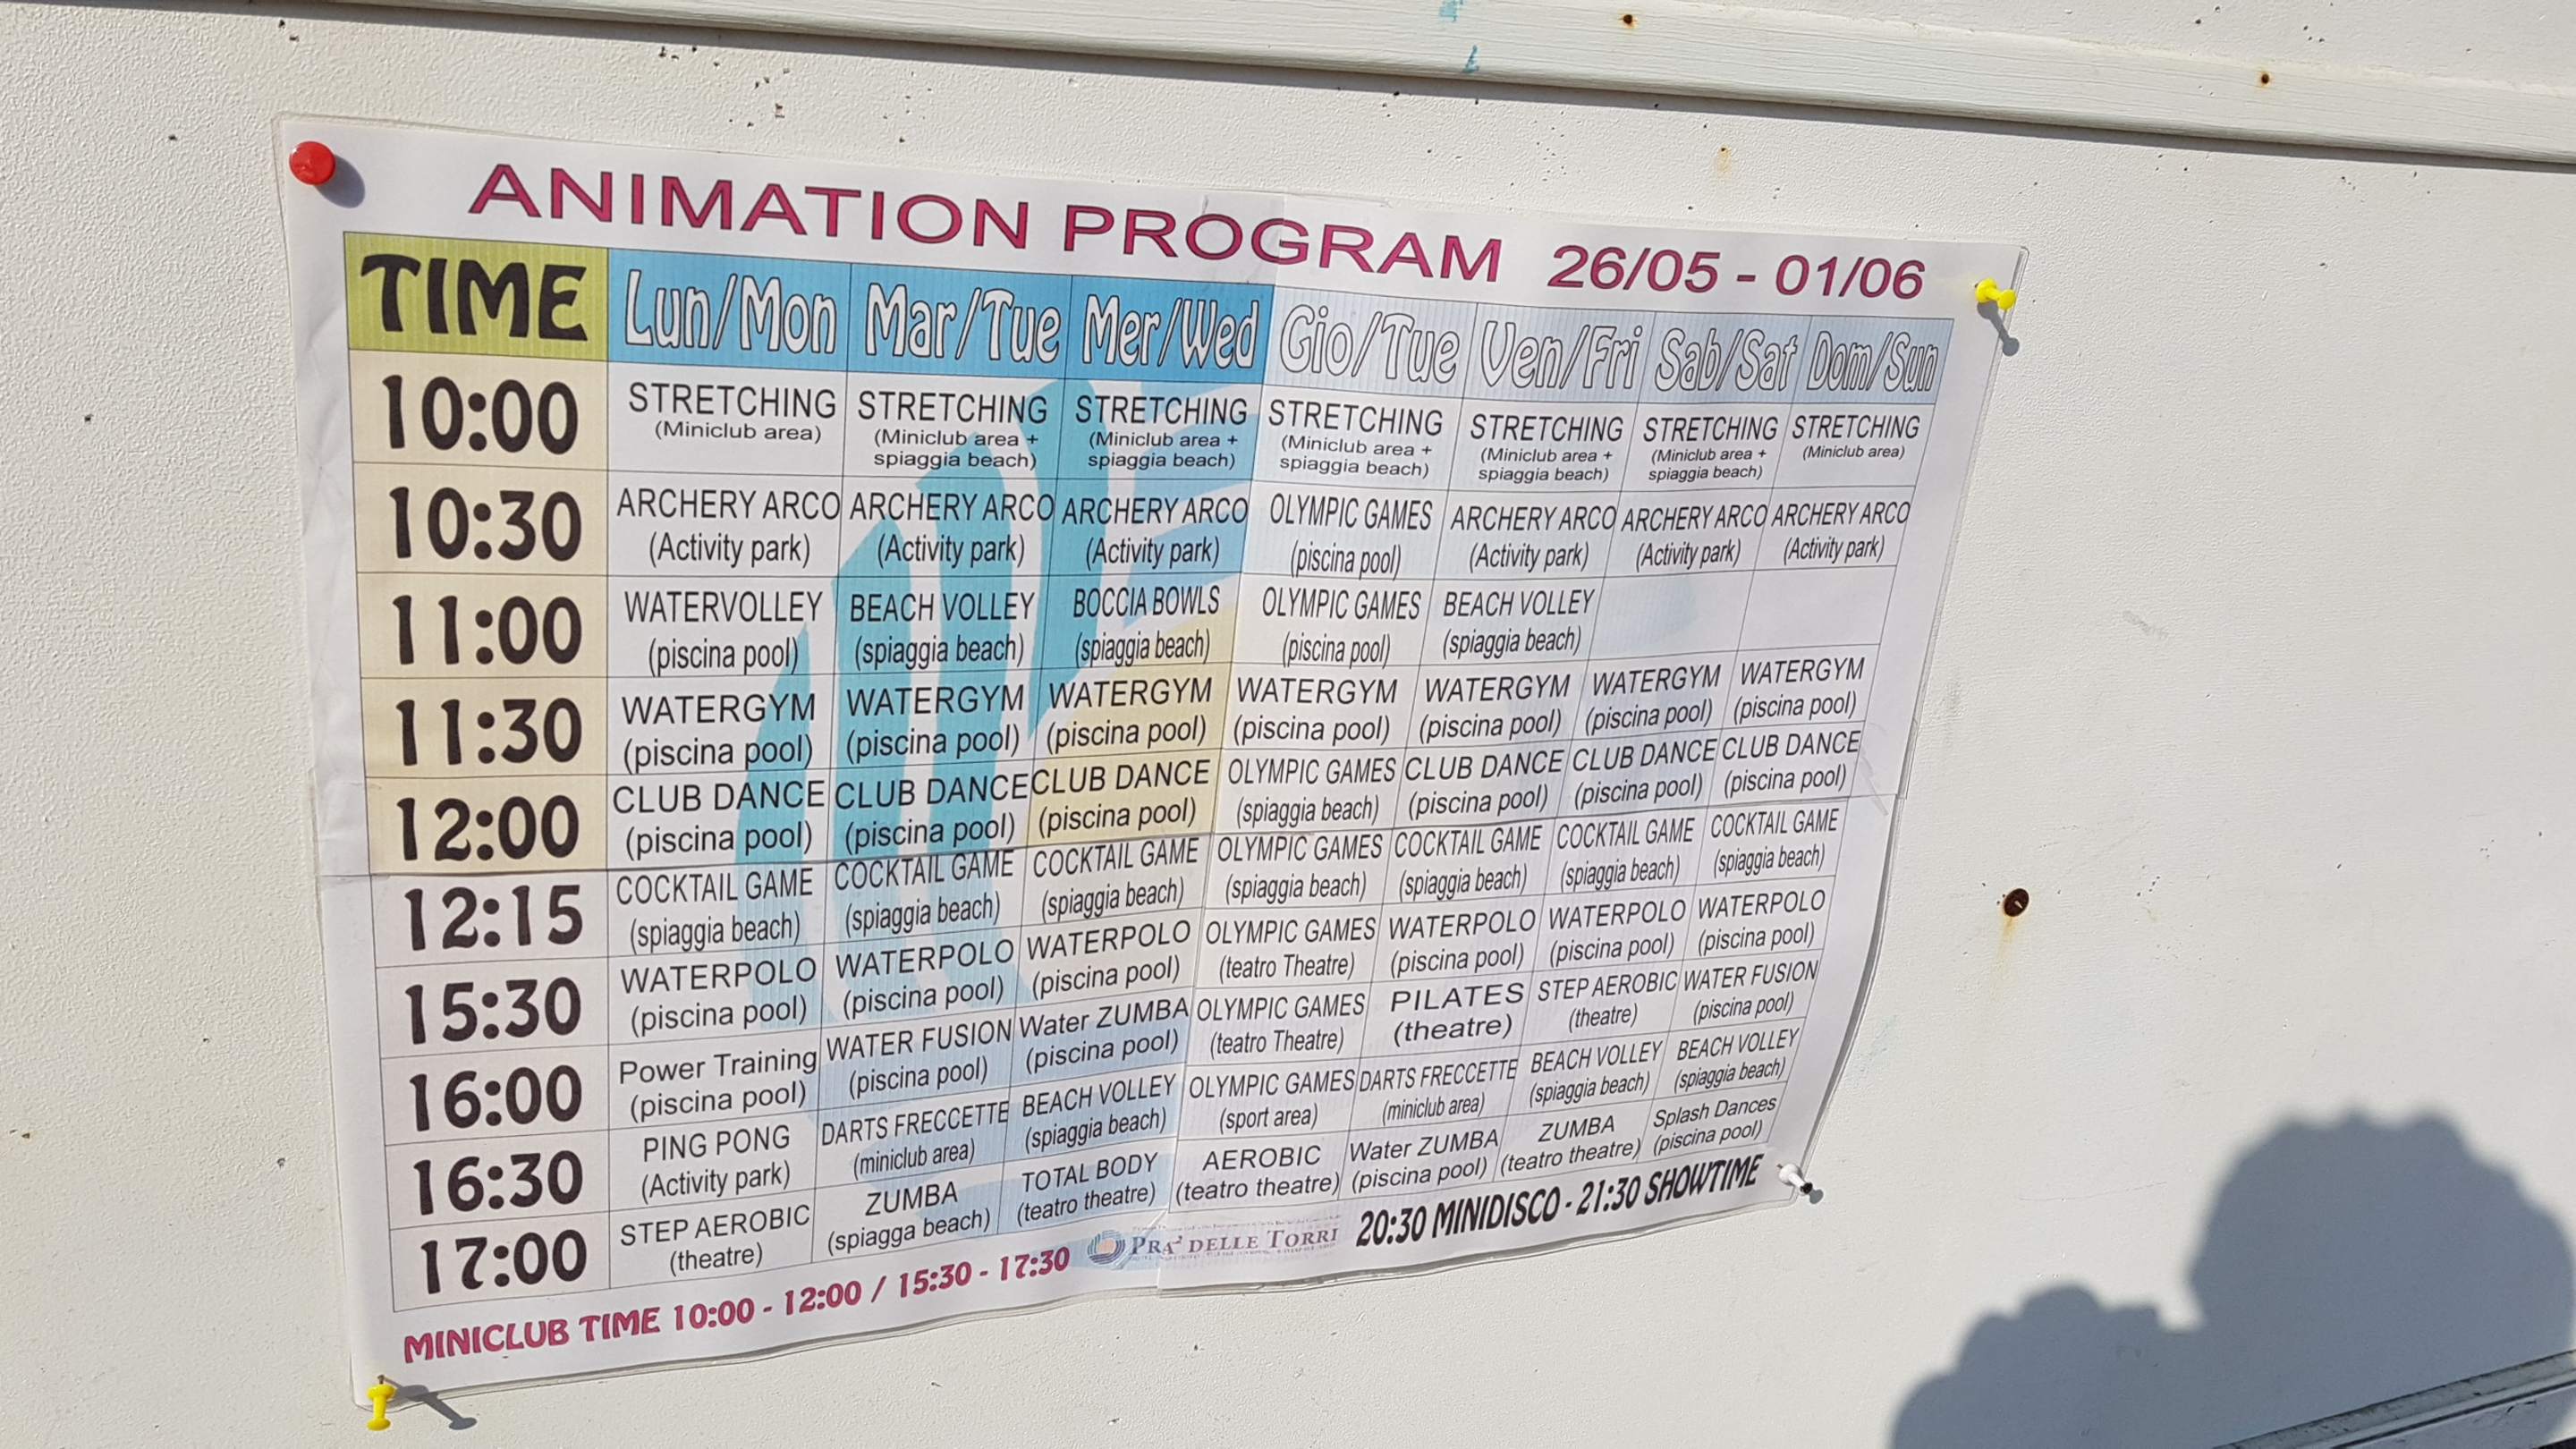 ANIMATION PROGRAM 26/05 - 01/06
TIME Lun/Mon Mar/Tue Mer/Wed Gio/Tue Ven/Fri Sab/Sat Dom/Sun
10:00 STRETCHING STRETCHING STRETCHING STRETCHING STRETCHING STRETCHING STRETCHING
(Miniclub area) (Miniclub area + (Miniclub area + (Miniclub area + (Miniclub area + (Miniclub area + (Miniclub area)
spiaggia beach) spiaggia beach) spiaggia beach) spiaggia beach) spiaggia beach)
10:30 ARCHERY ARCO ARCHERY ARCO ARCHERY ARCO OLYMPIC GAMES ARCHERY ARCO ARCHERY ARCO ARCHERY ARCO
(Activity park) (Activity park) (Activity park) (piscina pool) (Activity park) (Activity park) (Activity park)
11:00 WATERVOLLEY BEACH VOLLEY BOCCIA BOWLS OLYMPIC GAMES BEACH VOLLEY
(piscina pool) (spiaggia beach) (spiaggia beach) (piscina pool) (spiaggia beach)
11:30 WATERGYM WATERGYM WATERGYM WATERGYM WATERGYM WATERGYM WATERGYM
(piscina pool) (piscina pool) (piscina pool) (piscina pool) (piscina pool) (piscina pool) (piscina pool)
12:00 CLUB DANCE CLUB DANCE CLUB DANCE OLYMPIC GAMES CLUB DANCE CLUB DANCE CLUB DANCE
(piscina pool) (piscina pool) (piscina pool) (spiaggia beach) (piscina pool) (piscina pool) (piscina pool)
12:15 COCKTAIL GAME COCKTAIL GAME COCKTAIL GAME OLYMPIC GAMES COCKTAIL GAME COCKTAIL GAME COCKTAIL GAME
(spiaggia beach) (spiaggia beach) (spiaggia beach) (spiaggia beach) (spiaggia beach) (spiaggia beach) (spiaggia beach)
15:30 WATERPOLO WATERPOLO WATERPOLO OLYMPIC GAMES WATERPOLO WATERPOLO WATERPOLO
(piscina pool) (piscina pool) (piscina pool) (teatro Theatre) (piscina pool) (piscina pool) (piscina pool)
16:00 Power Training WATER FUSION Water ZUMBA OLYMPIC GAMES PILATES STEP AEROBIC WATER FUSION
(piscina pool) (piscina pool) (piscina pool) (teatro Theatre) (theatre) (theatre) (piscina pool)
16:30 PING PONG DARTS FRECCETTE BEACH VOLLEY OLYMPIC GAMES DARTS FRECCETTE BEACH VOLLEY BEACH VOLLEY
(Activity park) (miniclub area) (spiaggia beach) (sport area) (miniclub area) (spiaggia beach) (spiaggia beach)
17:00 STEP AEROBIC ZUMBA TOTAL BODY AEROBIC Water ZUMBA ZUMBA Splash Dances
(theatre) (spiagga beach) (teatro theatre) (teatro theatre) (piscina pool) (teatro theatre) (piscina pool)
MINICLUB TIME 10:00 - 12:00 / 15:30 - 17:30 PRA' DELLE TORRI 20:30 MINIDISCO - 21:30 SHOWTIME